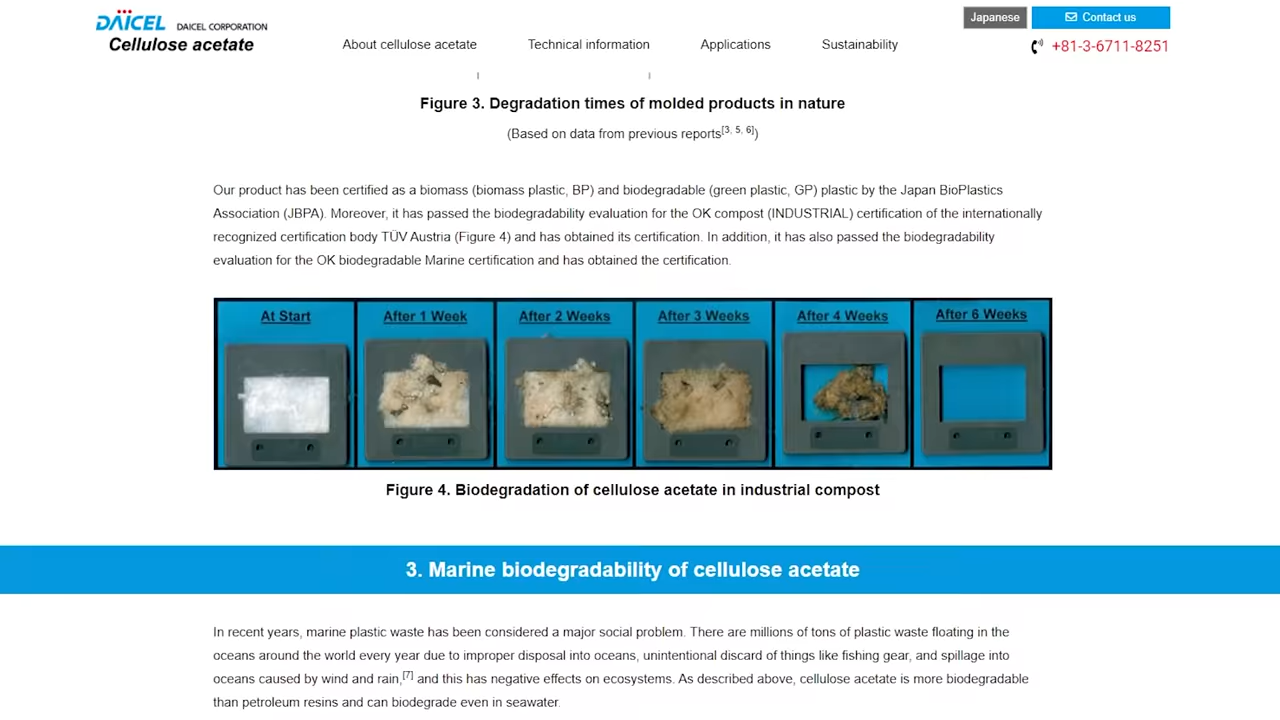 DAICEL DAICEL CORPORATION
Cellulose acetate
Japanese
Contact us
+81-3-6711-8251
About cellulose acetate
Technical information
Applications
Sustainability
Figure 3. Degradation times of molded products in nature
(Based on data from previous reports[3, 5, 6])
Our product has been certified as a biomass (biomass plastic, BP) and biodegradable (green plastic, GP) plastic by the Japan BioPlastics
Association (JBPA). Moreover, it has passed the biodegradability evaluation for the OK compost (INDUSTRIAL) certification of the internationally
recognized certification body TÜV Austria (Figure 4) and has obtained its certification. In addition, it has also passed the biodegradability
evaluation for the OK biodegradable Marine certification and has obtained the certification.
At Start
After 1 Week
After 2 Weeks
After 3 Weeks
After 4 Weeks
After 6 Weeks
Figure 4. Biodegradation of cellulose acetate in industrial compost
3. Marine biodegradability of cellulose acetate
In recent years, marine plastic waste has been considered a major social problem. There are millions of tons of plastic waste floating in the
oceans around the world every year due to improper disposal into oceans, unintentional discard of things like fishing gear, and spillage into
oceans caused by wind and rain,[7] and this has negative effects on ecosystems. As described above, cellulose acetate is more biodegradable
than petroleum resins and can biodegrade even in seawater.